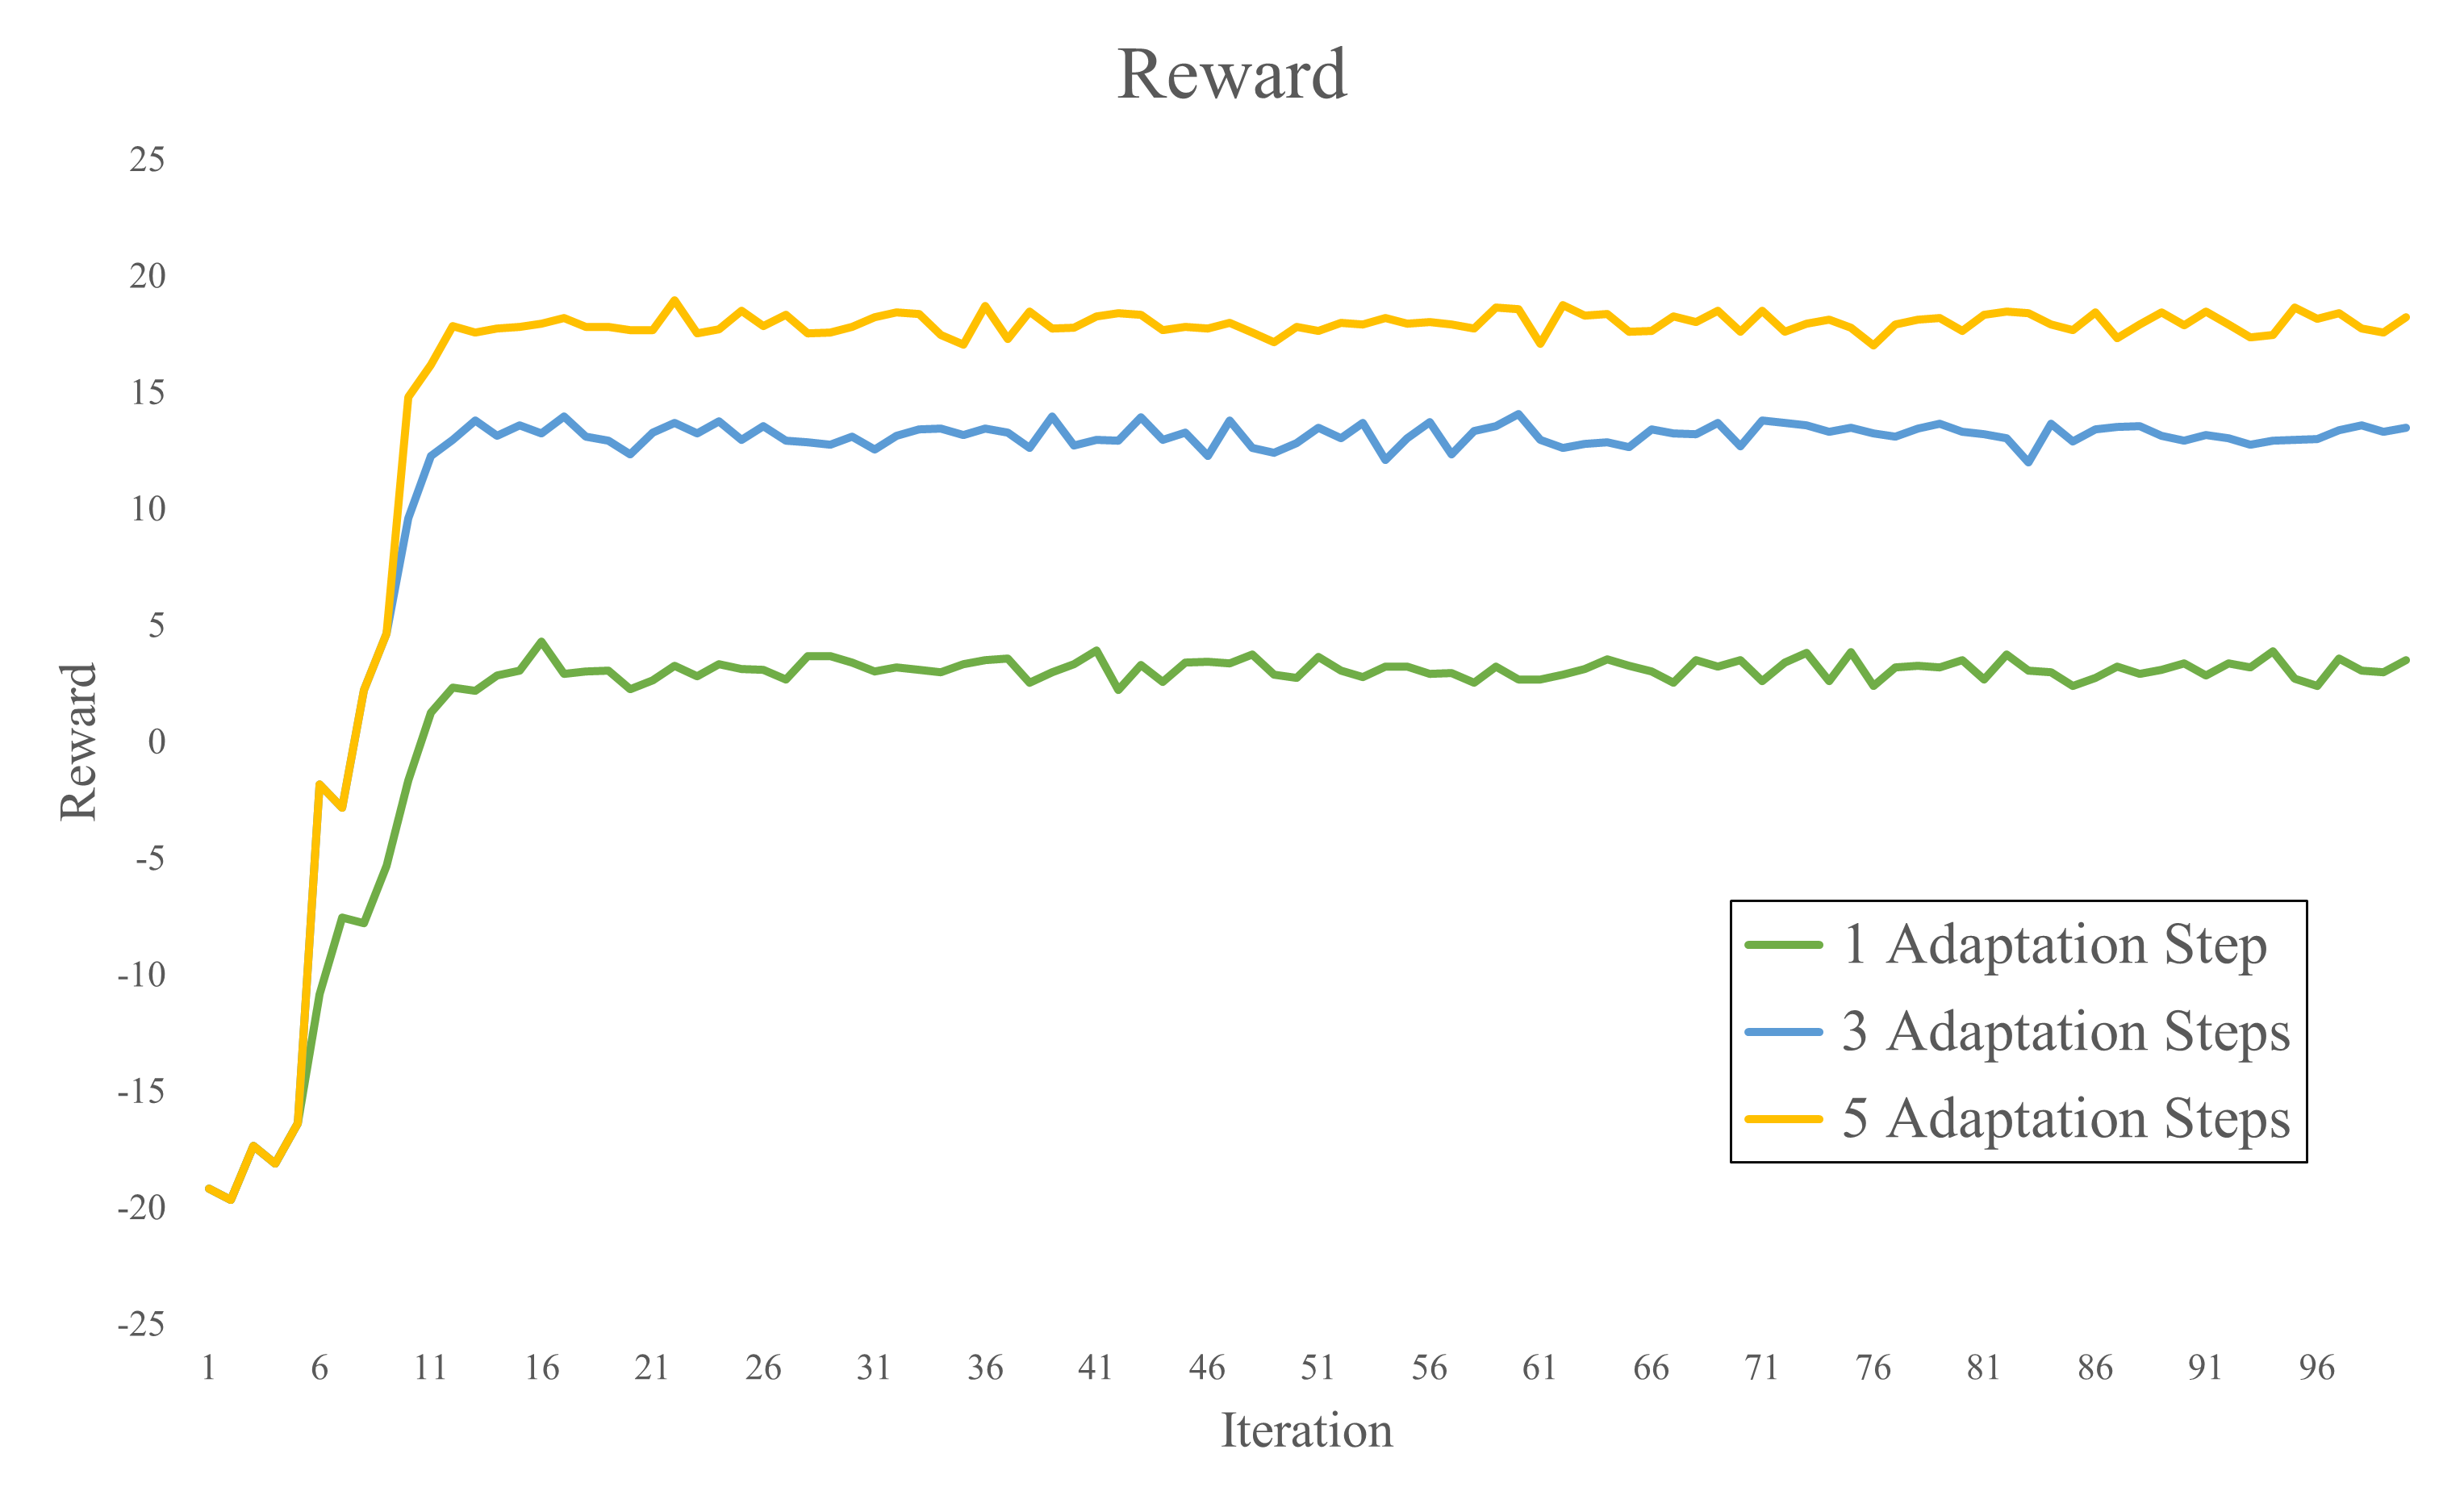 Reward
25
20
15
10
5
0
-5
-10
-15
-20
-25
Reward
1 Adaptation Step
3 Adaptation Steps
5 Adaptation Steps
1 6 11 16 21 26 31 36 41 46 51 56 61 66 71 76 81 86 91 96
Iteration